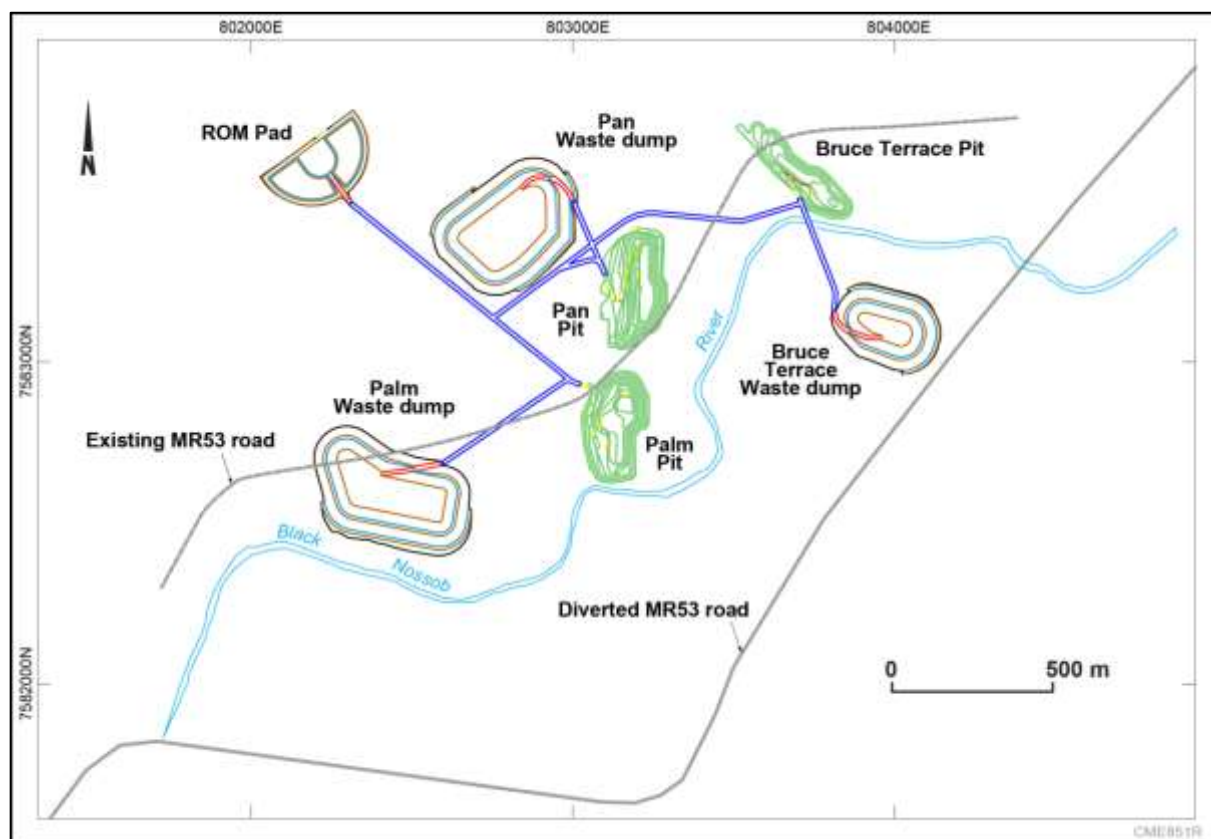 802000E
803000E
804000E
ROM Pad
Pan
Waste dump
Bruce Terrace Pit
N
Pan
Pit
River
7583000N
Bruce
Terrace
Waste dump
Palm
Waste dump
Existing MR53 road
Palm
Pit
Black
Nossob
Diverted MR53 road
0
500 m
7582000N
CME851R